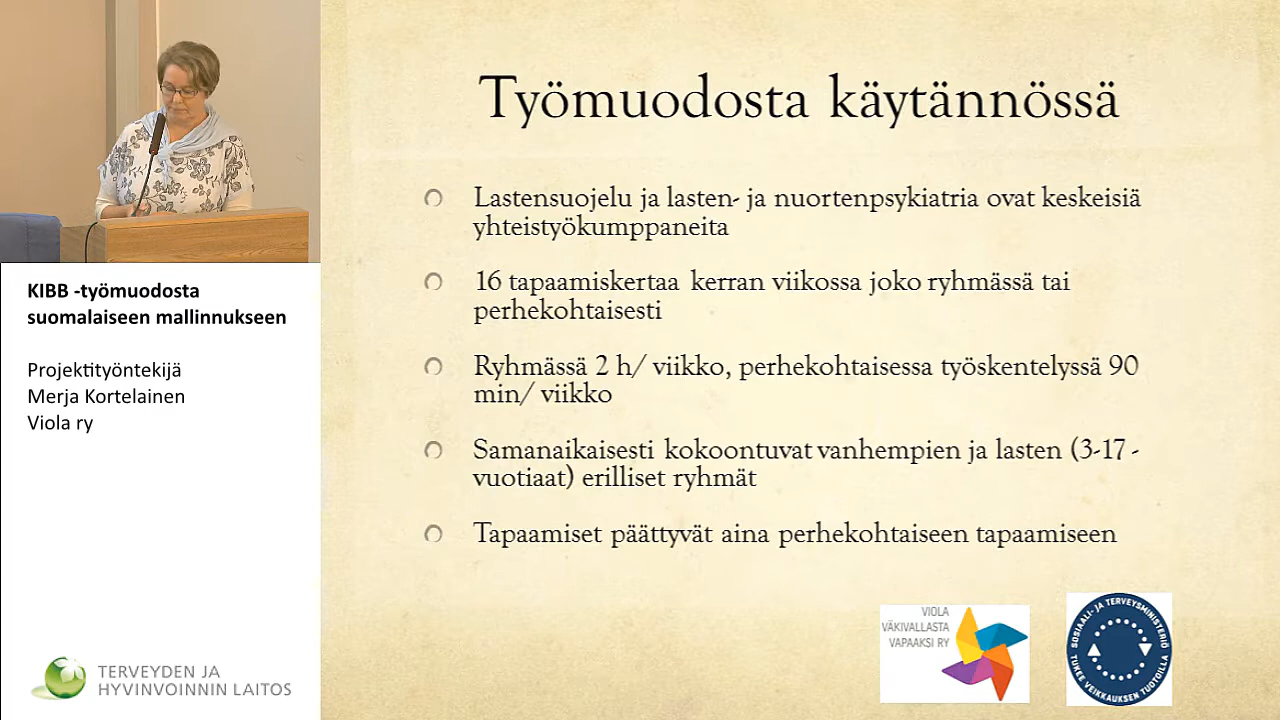 KIBB -työmuodosta
suomalaiseen mallinnukseen
Projektityöntekijä
Merja Kortelainen
Viola ry
TERVEYDEN JA
HYVINVOINNIN LAITOS
Työmuodosta käytännössä
Lastensuojelu ja lasten- ja nuortenpsykiatria ovat keskeisiä
yhteistyökumppaneita
16 tapaamiskertaa kerran viikossa joko ryhmässä tai
perhekohtaisesti
Ryhmässä 2 h/ viikko, perhekohtaisessa työskentelyssä 90
min/ viikko
Samanaikaisesti kokoontuvat vanhempien ja lasten (3-17 -
vuotiaat) erilliset ryhmät
Tapaamiset päättyvät aina perhekohtaiseen tapaamiseen
VIOLA
VÄKIVALLASTA
VAPAAKSI RY
SOSIAALI- JA TERVEYSMINISTERIÖ
TUKEE VEIKKAUKSEN TUOTOILLA